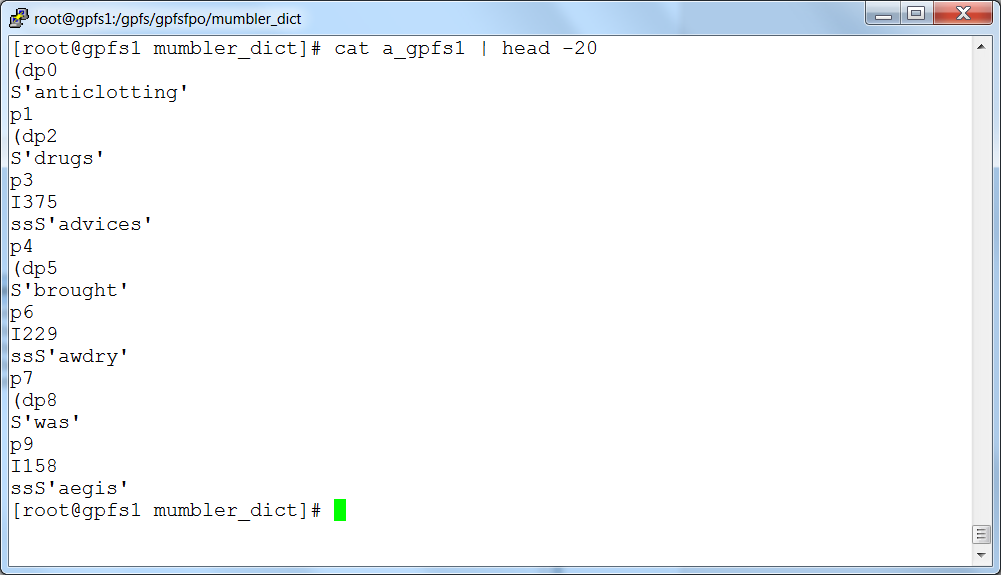 root@gpfs1:/gpfs/gpfsfpo/mumbler_dict
[root@gpfs1 mumbler_dict]# cat a_gpfs1 | head -20
(dp0
S'anticlotting'
p1
(dp2
S'drugs'
p3
I375
ssS'advices'
p4
(dp5
S'brought'
p6
I229
ssS'awdry'
p7
(dp8
S'was'
p9
I158
ssS'aegis'
[root@gpfs1 mumbler_dict]#